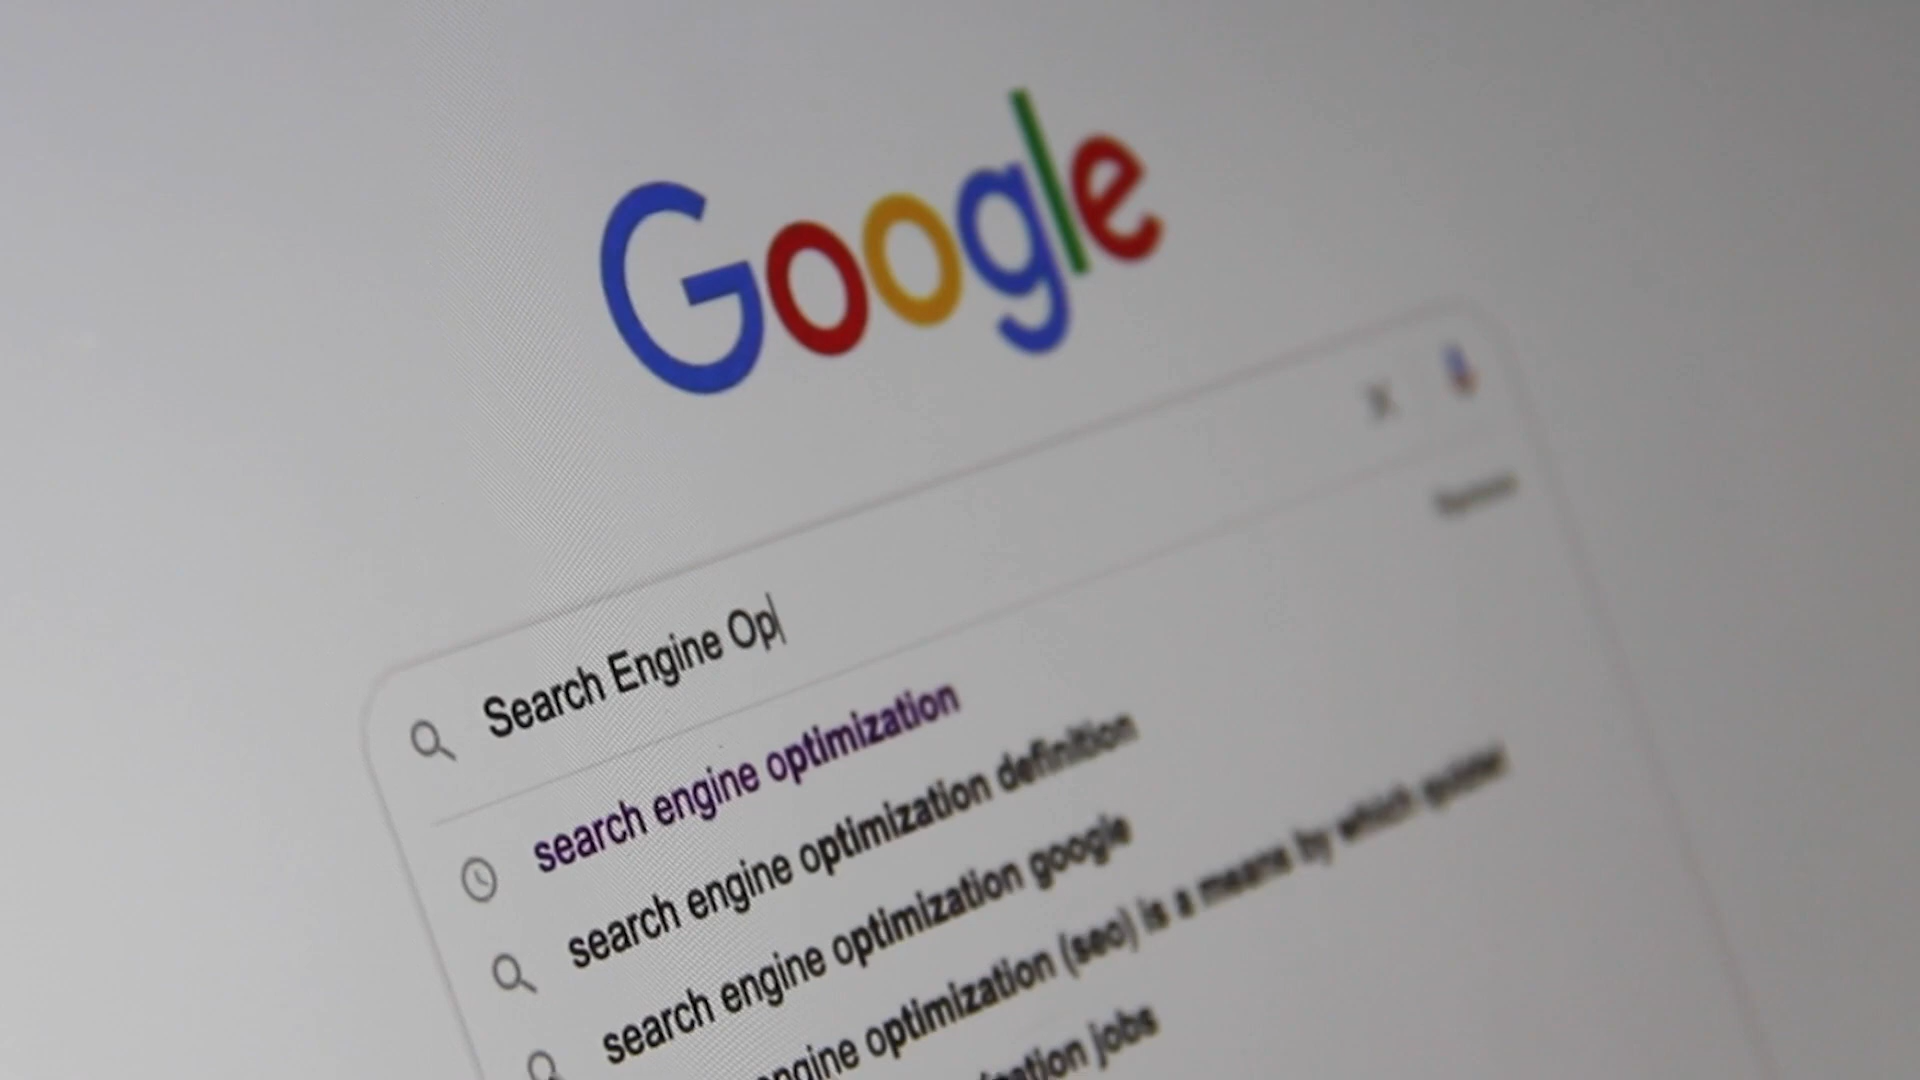 Google
Search Engine Op
search engine optimization
search engine optimization definition
search engine optimization google
engine optimization (seo) is a means by which
jobs